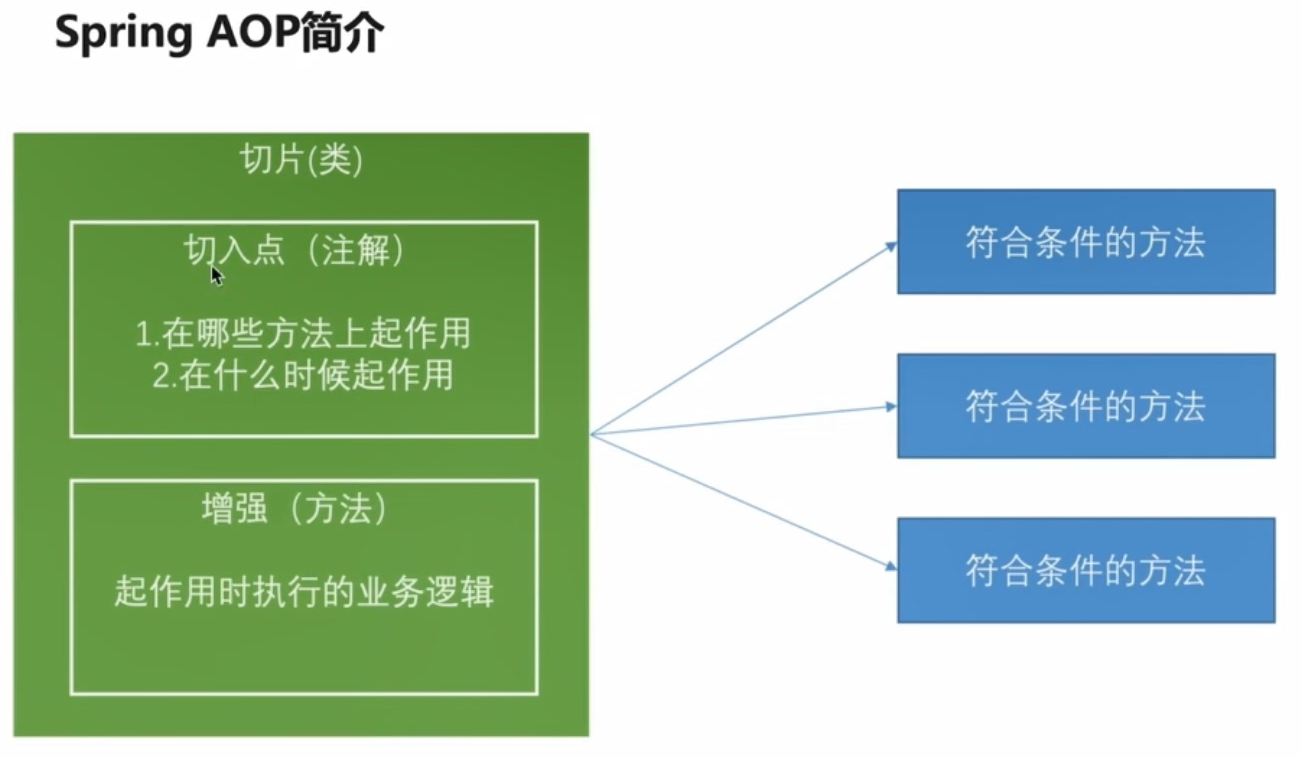 Spring AOP简介
切片(类)
切入点（注解）
1.在哪些方法上起作用
2.在什么时候起作用
增强（方法）
起作用时执行的业务逻辑
符合条件的方法
符合条件的方法
符合条件的方法